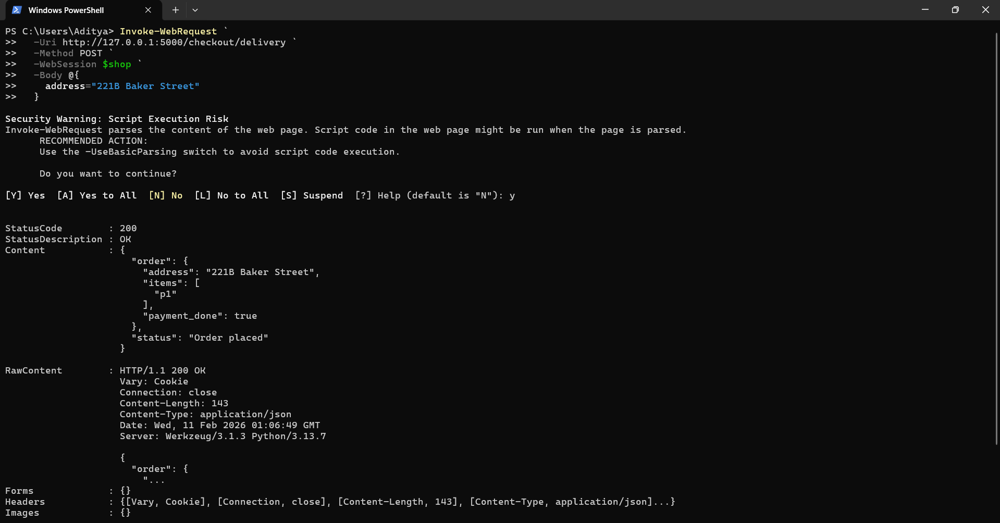 Windows PowerShell
PS C:\Users\Aditya> Invoke-WebRequest `
>>   -Uri http://127.0.0.1:5000/checkout/delivery `
>>   -Method POST `
>>   -WebSession $shop `
>>   -Body @{
>>     address="221B Baker Street"
>>   }
Security Warning: Script Execution Risk
Invoke-WebRequest parses the content of the web page. Script code in the web page might be run when the page is parsed.
      RECOMMENDED ACTION:
      Use the -UseBasicParsing switch to avoid script code execution.
      Do you want to continue?
[Y] Yes  [A] Yes to All  [N] No  [L] No to All  [S] Suspend  [?] Help (default is "N"): y
StatusCode        : 200
StatusDescription : OK
Content           : {
                      "order": {
                        "address": "221B Baker Street",
                        "items": [
                          "p1"
                        ],
                        "payment_done": true
                      },
                      "status": "Order placed"
                    }
RawContent        : HTTP/1.1 200 OK
                    Vary: Cookie
                    Connection: close
                    Content-Length: 143
                    Content-Type: application/json
                    Date: Wed, 11 Feb 2026 01:06:49 GMT
                    Server: Werkzeug/3.1.3 Python/3.13.7
                    {
                      "order": {
                        "...
Forms             : {}
Headers           : {[Vary, Cookie], [Connection, close], [Content-Length, 143], [Content-Type, application/json]...}
Images            : {}